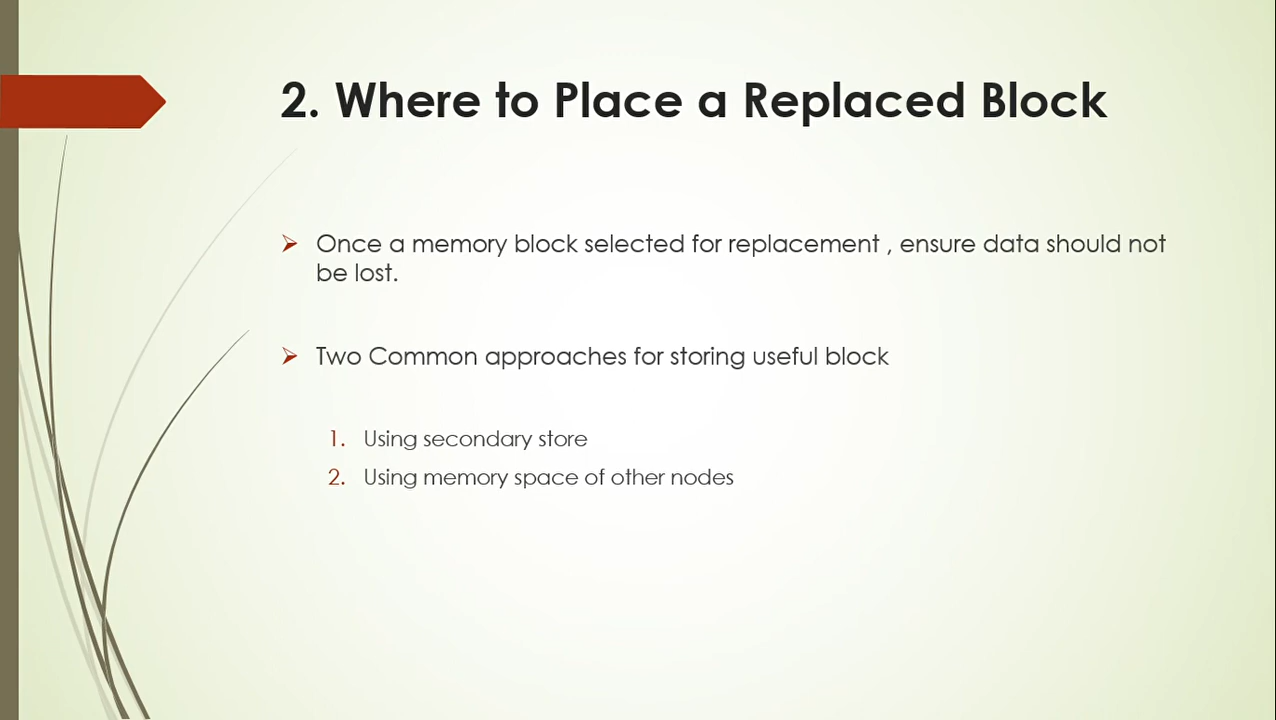 2. Where to Place a Replaced Block
Once a memory block selected for replacement , ensure data should not
be lost.
Two Common approaches for storing useful block
1. Using secondary store
2. Using memory space of other nodes